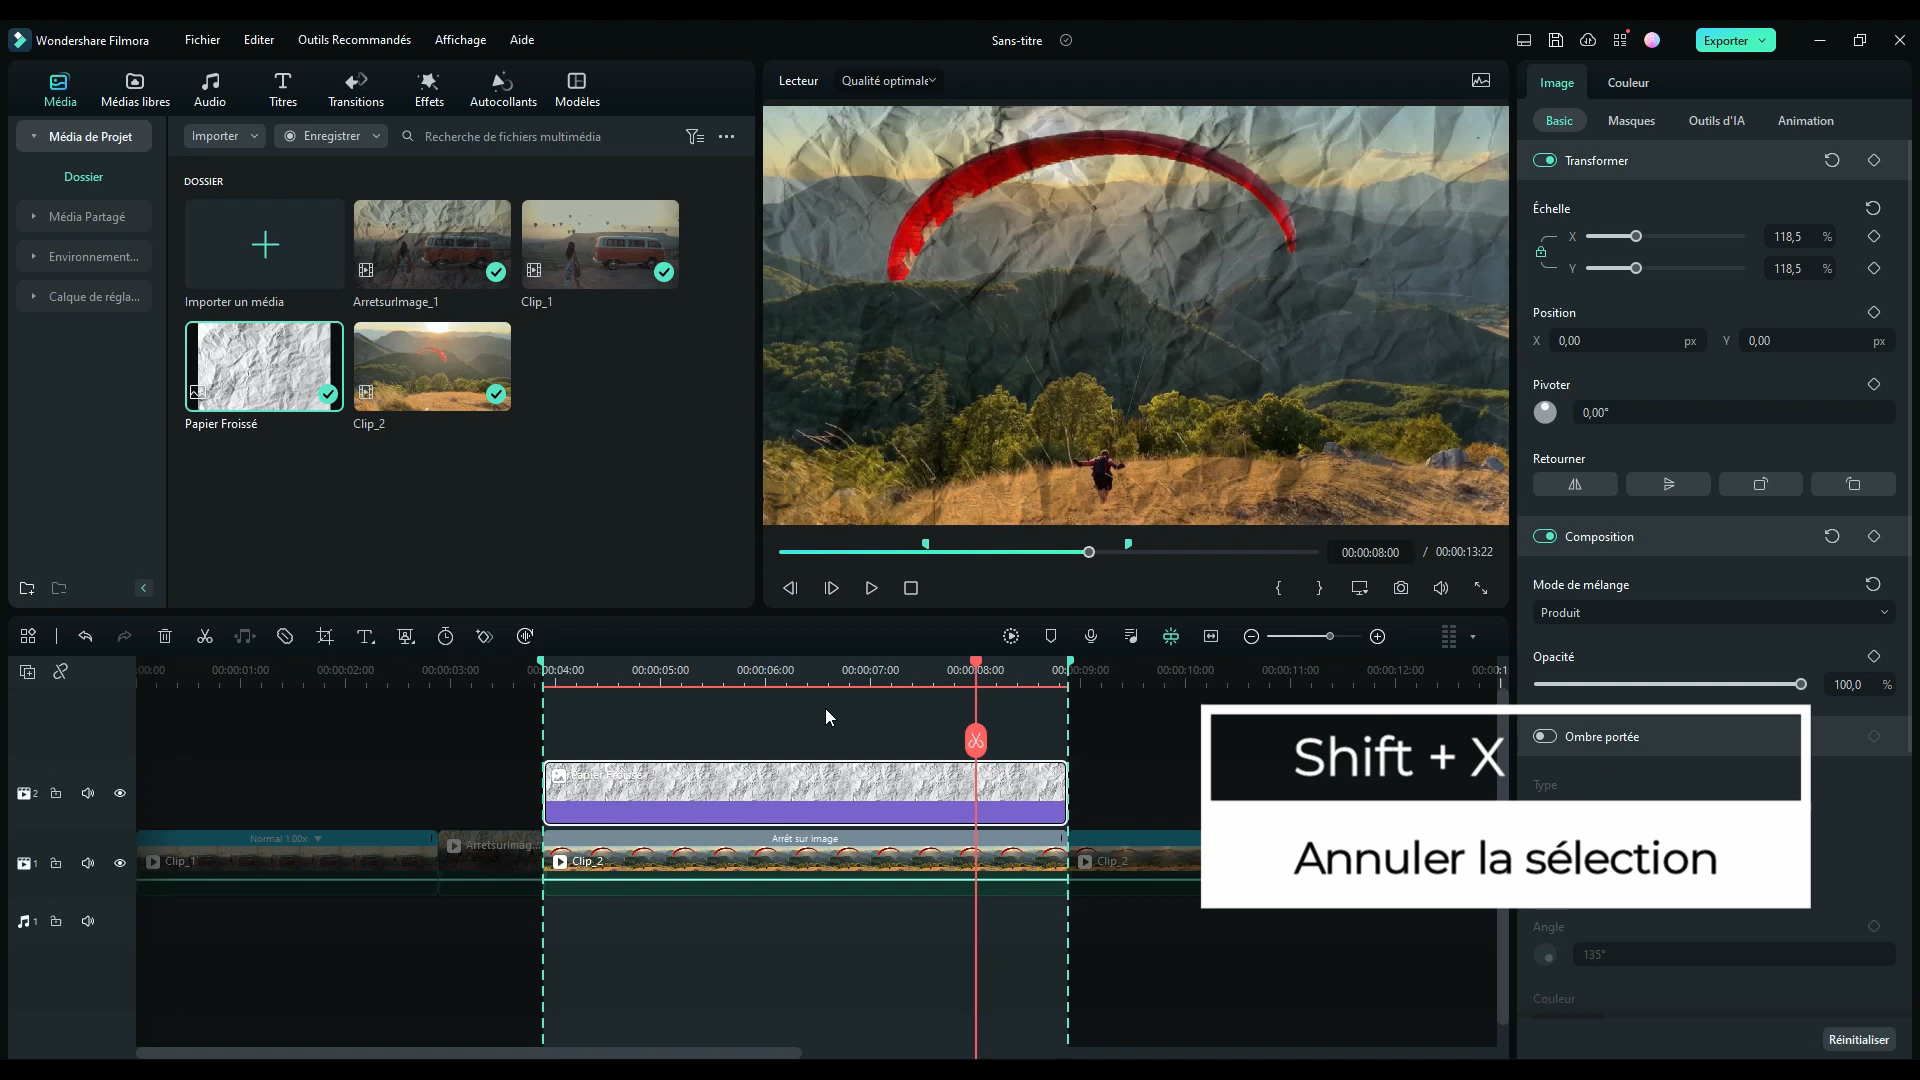 Wondershare Filmora
Fichier
Editer
Outils Recommandés
Affichage
Aide
Sans-titre
Exporter
Média
Médias libres
Audio
Titres
Transitions
Effets
Autocollants
Modèles
Média de Projet
Dossier
Média Partagé
Environnement...
Calque de régla...
Importer
Enregistrer
Recherche de fichiers multimédia
DOSSIER
Importer un média
ArretsurImage_1
Clip_1
Papier Froissé
Clip_2
Lecteur
Qualité optimale
00:00:08:00 / 00:00:13:22
Image
Couleur
Basic
Masques
Outils d'IA
Animation
Transformer
Échelle
X 118,5 %
Y 118,5 %
Position
X 0,00 px Y 0,00 px
Pivoter
0,00°
Retourner
Composition
Mode de mélange
Produit
Opacité
100,0 %
Ombre portée
Type
Angle
135°
Couleur
Réinitialiser
:00:00 00:00:01:00 00:00:02:00 00:00:03:00 00:00:04:00 00:00:05:00 00:00:06:00 00:00:07:00 00:00:08:00 00:00:09:00 00:00:10:00 00:00:11:00 00:00:12:00
2
Papier Froissé
Normal 1.00x
Arrêt sur image
1
Clip_1
ArretsurImag...
Clip_2
Clip_2
1
Shift + X
Annuler la sélection